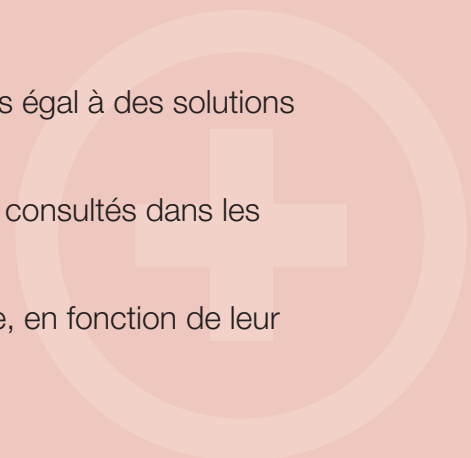 s égal à des solutions
consultés dans les
e, en fonction de leur